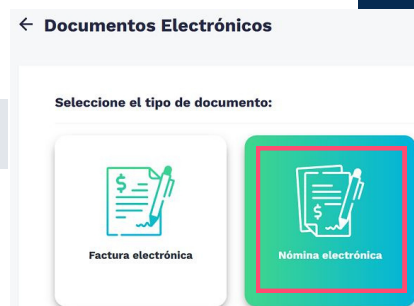 Documentos Electrónicos
Seleccione el tipo de documento:
Factura electrónica
Nómina electrónica